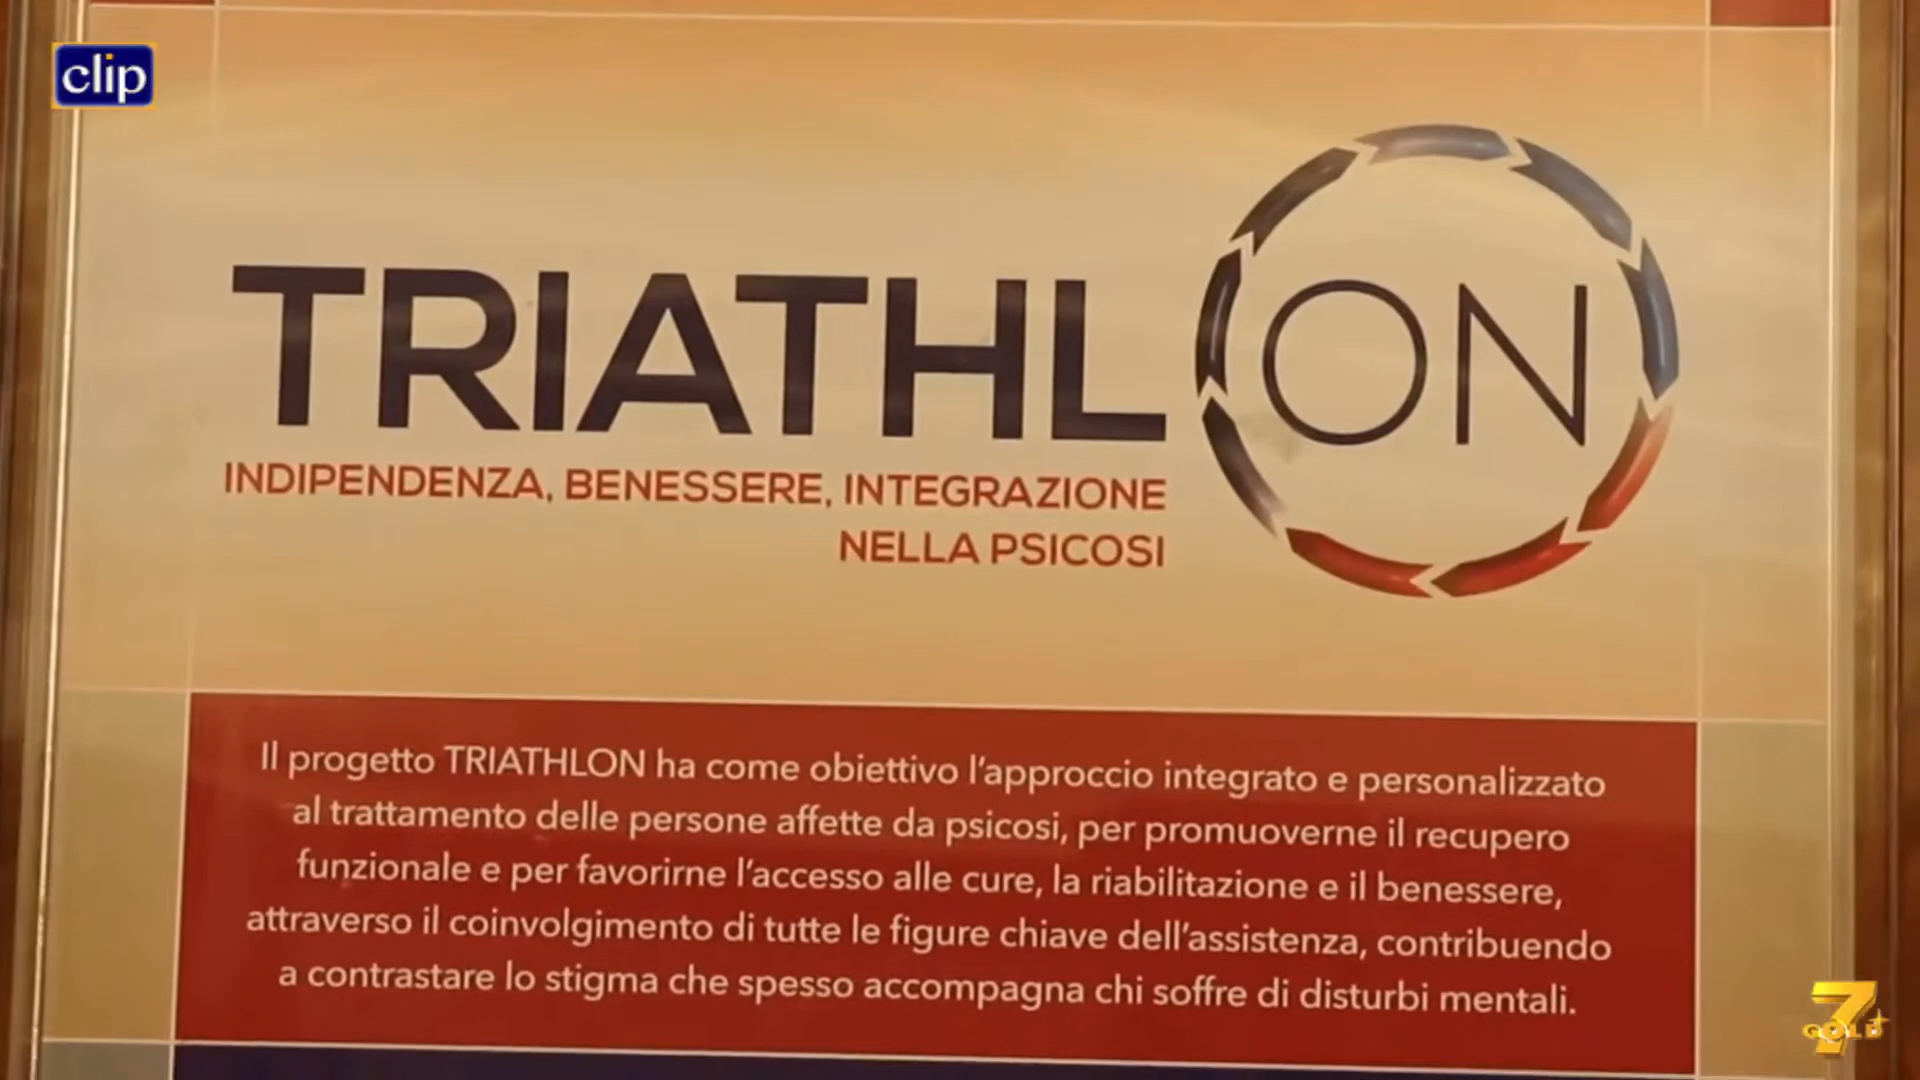 clip
TRIATHLON
INDIPENDENZA, BENESSERE, INTEGRAZIONE
NELLA PSICOSI
Il progetto TRIATHLON ha come obiettivo l'approccio integrato e personalizzato
al trattamento delle persone affette da psicosi, per promuoverne il recupero
funzionale e per favorirne l'accesso alle cure, la riabilitazione e il benessere,
attraverso il coinvolgimento di tutte le figure chiave dell'assistenza, contribuendo
a contrastare lo stigma che spesso accompagna chi soffre di disturbi mentali.
7
GOLD